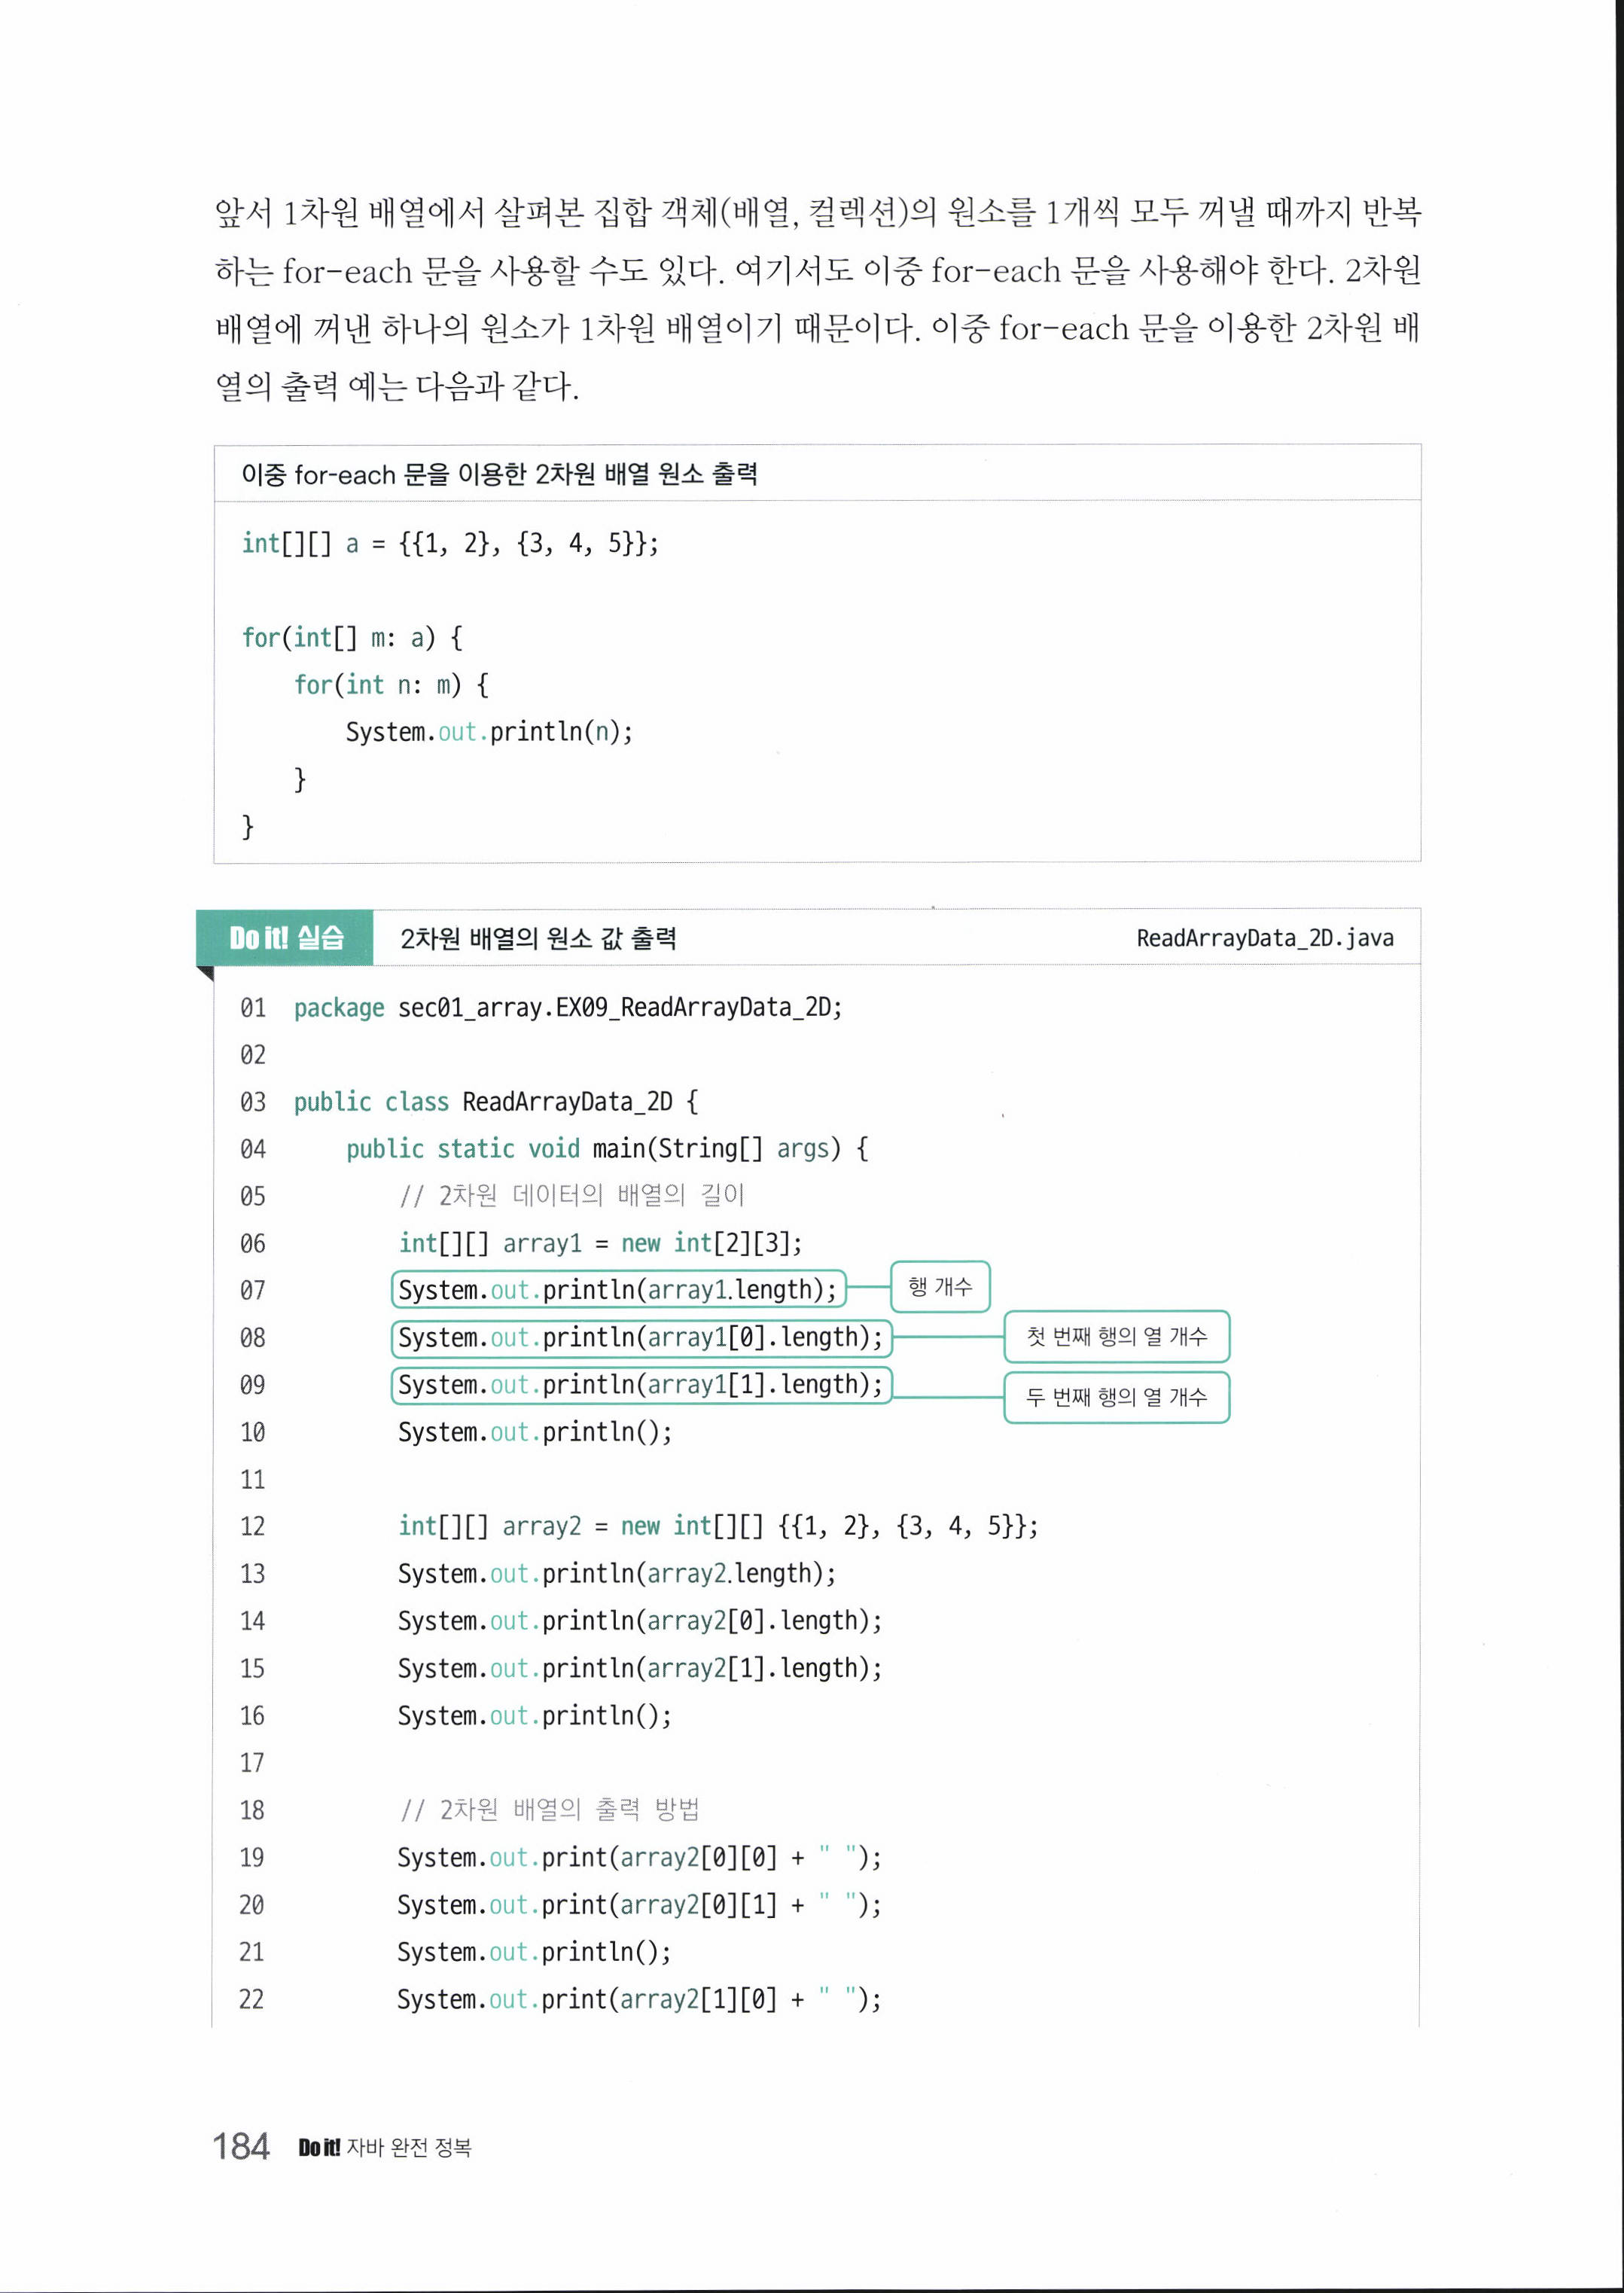 앞서 1차원 배열에서 살펴본 집합 객체(배열, 컬렉션)의 원소를 1개씩 모두 꺼낼 때까지 반복
하는 for-each 문을 사용할 수도 있다. 여기서도 이중 for-each 문을 사용해야 한다. 2차원
배열에 꺼낸 하나의 원소가 1차원 배열이기 때문이다. 이중 for-each 문을 이용한 2차원 배
열의 출력 예는 다음과 같다.
이중 for-each 문을 이용한 2차원 배열 원소 출력
int[][] a = {{1, 2}, {3, 4, 5}};
for(int[] m: a) {
    for(int n: m) {
        System.out.println(n);
    }
}
Do it! 실습 2차원 배열의 원소 값 출력 ReadArrayData_2D.java
01 package sec01_array.EX09_ReadArrayData_2D;
02
03 public class ReadArrayData_2D {
04     public static void main(String[] args) {
05         // 2차원 데이터의 배열의 길이
06         int[][] array1 = new int[2][3];
07         System.out.println(array1.length); 행 개수
08         System.out.println(array1[0].length); 첫 번째 행의 열 개수
09         System.out.println(array1[1].length); 두 번째 행의 열 개수
10         System.out.println();
11
12         int[][] array2 = new int[][] {{1, 2}, {3, 4, 5}};
13         System.out.println(array2.length);
14         System.out.println(array2[0].length);
15         System.out.println(array2[1].length);
16         System.out.println();
17
18         // 2차원 배열의 출력 방법
19         System.out.print(array2[0][0] + " ");
20         System.out.print(array2[0][1] + " ");
21         System.out.println();
22         System.out.print(array2[1][0] + " ");
184 Do it! 자바 완전 정복